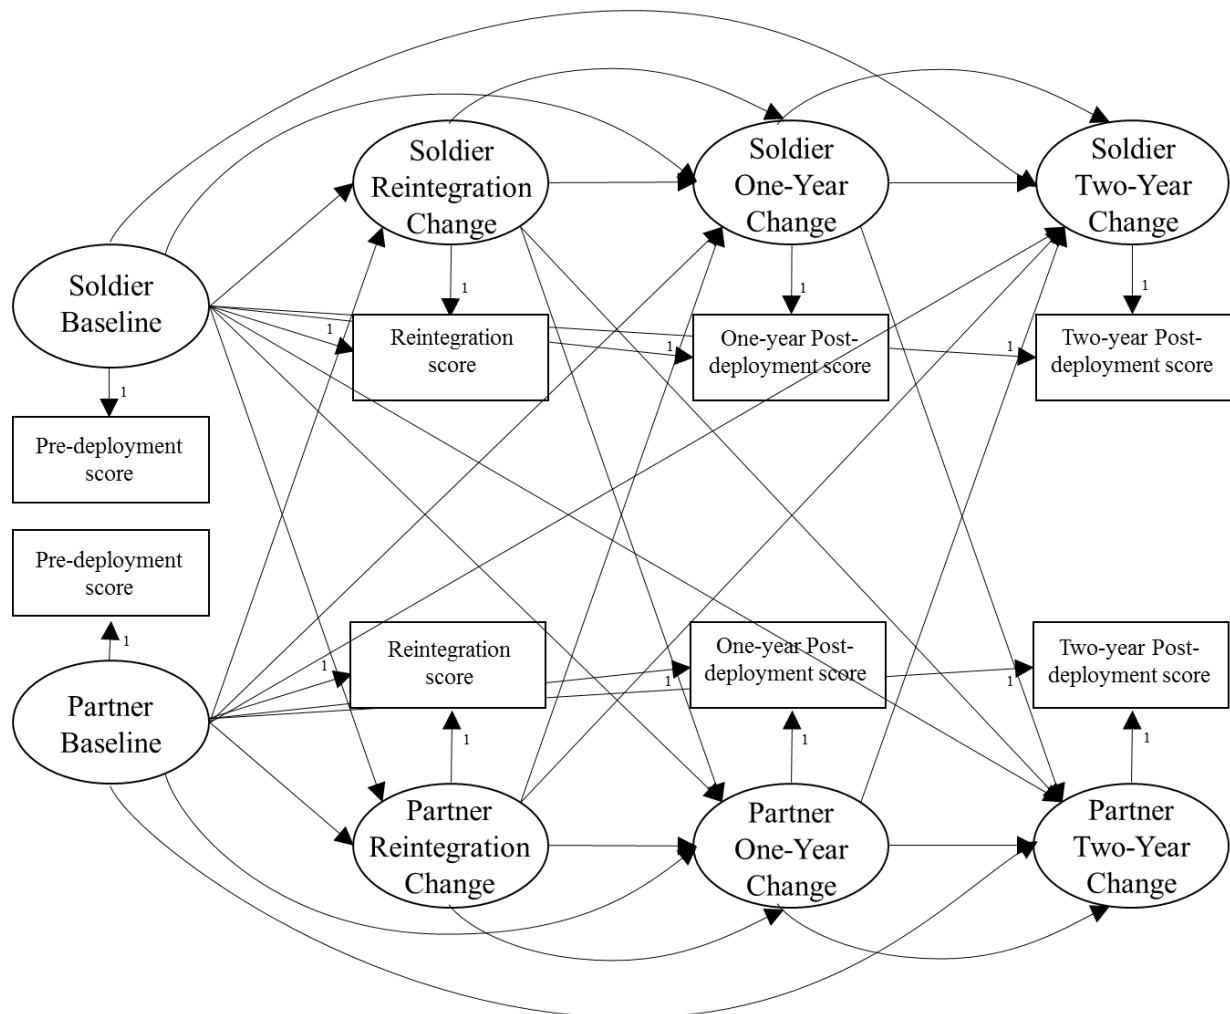 Soldier
Reintegration
Change
Soldier
One-Year
Change
Soldier
Two-Year
Change
Soldier
Baseline
1
1
1
Reintegration
score
One-year Post-
deployment score
Two-year Post-
deployment score
1
1
1
1
Pre-deployment
score
Pre-deployment
score
1
Reintegration
score
One-year Post-
deployment score
Two-year Post-
deployment score
1
1
1
Partner
Baseline
1
1
1
Partner
Reintegration
Change
Partner
One-Year
Change
Partner
Two-Year
Change